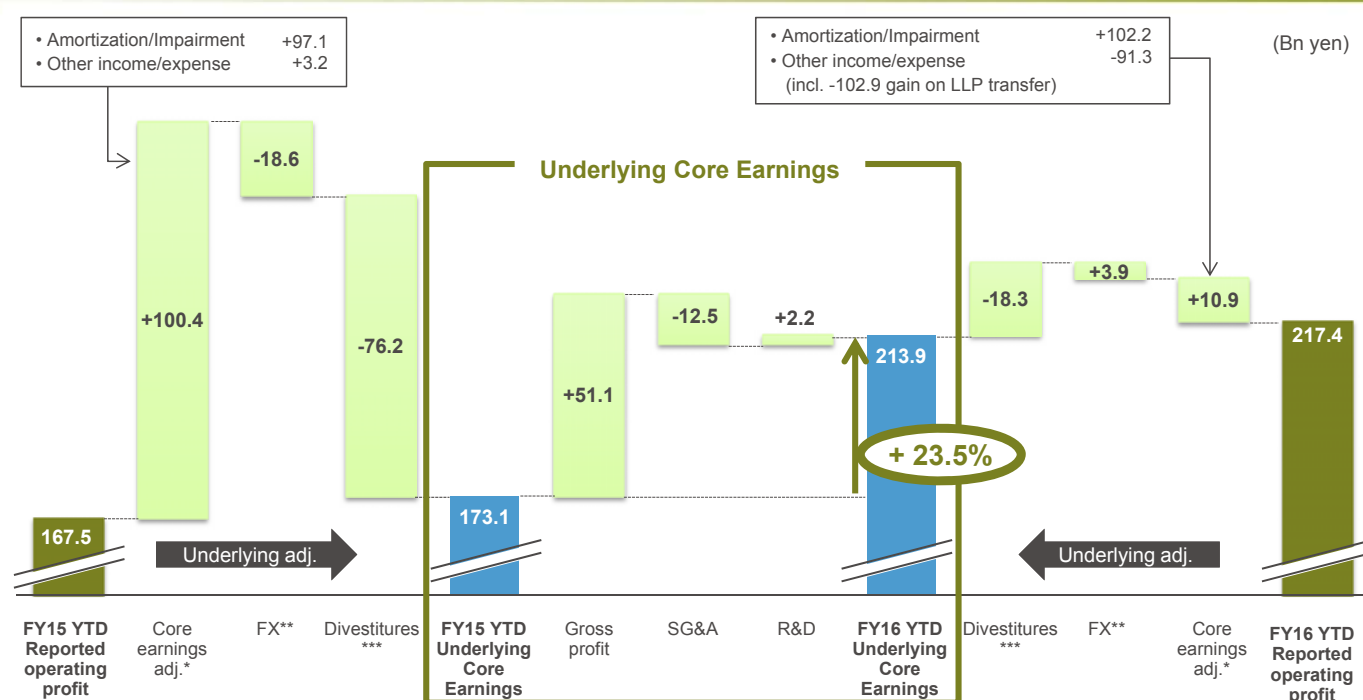 • Amortization/Impairment +97.1
• Other income/expense +3.2
• Amortization/Impairment +102.2
• Other income/expense -91.3
(incl. -102.9 gain on LLP transfer)
(Bn yen)
Underlying Core Earnings
167.5
+100.4
-18.6
-76.2
173.1
+51.1
-12.5
+2.2
213.9
-18.3
+3.9
+10.9
217.4
+ 23.5%
Underlying adj.
Underlying adj.
FY15 YTD
Reported
operating
profit
Core
earnings
adj.*
FX**
Divestitures
***
FY15 YTD
Underlying
Core
Earnings
Gross
profit
SG&A
R&D
FY16 YTD
Underlying
Core
Earnings
Divestitures
***
FX**
Core
earnings
adj.*
FY16 YTD
Reported
operating
profit